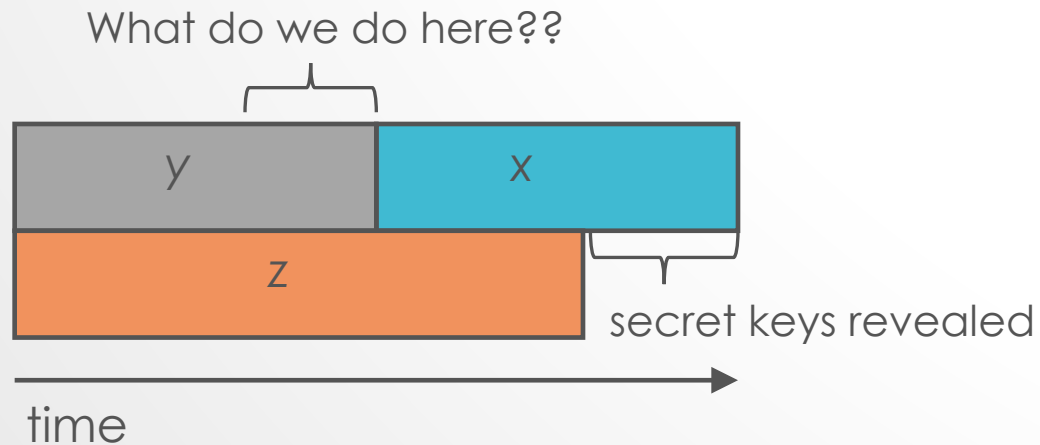 What do we do here??
y
x
z
secret keys revealed
time